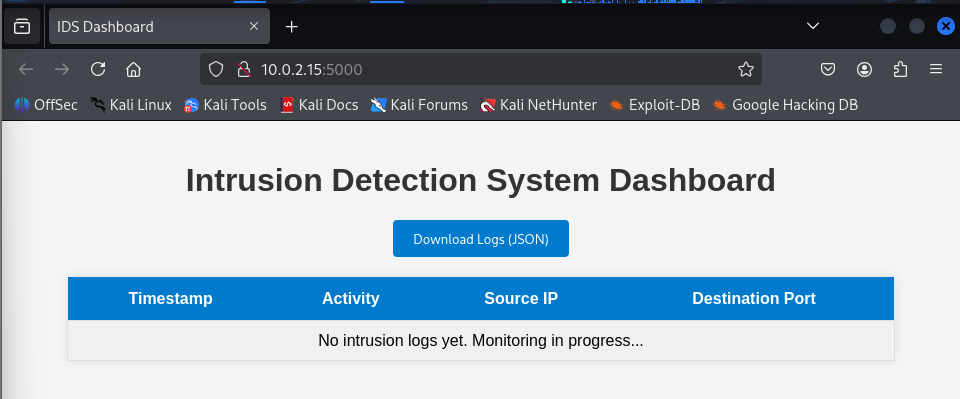 IDS Dashboard
10.0.2.15:5000
OffSec Kali Linux Kali Tools Kali Docs Kali Forums Kali NetHunter Exploit-DB Google Hacking DB
Intrusion Detection System Dashboard
Download Logs (JSON)
Timestamp Activity Source IP Destination Port
No intrusion logs yet. Monitoring in progress...